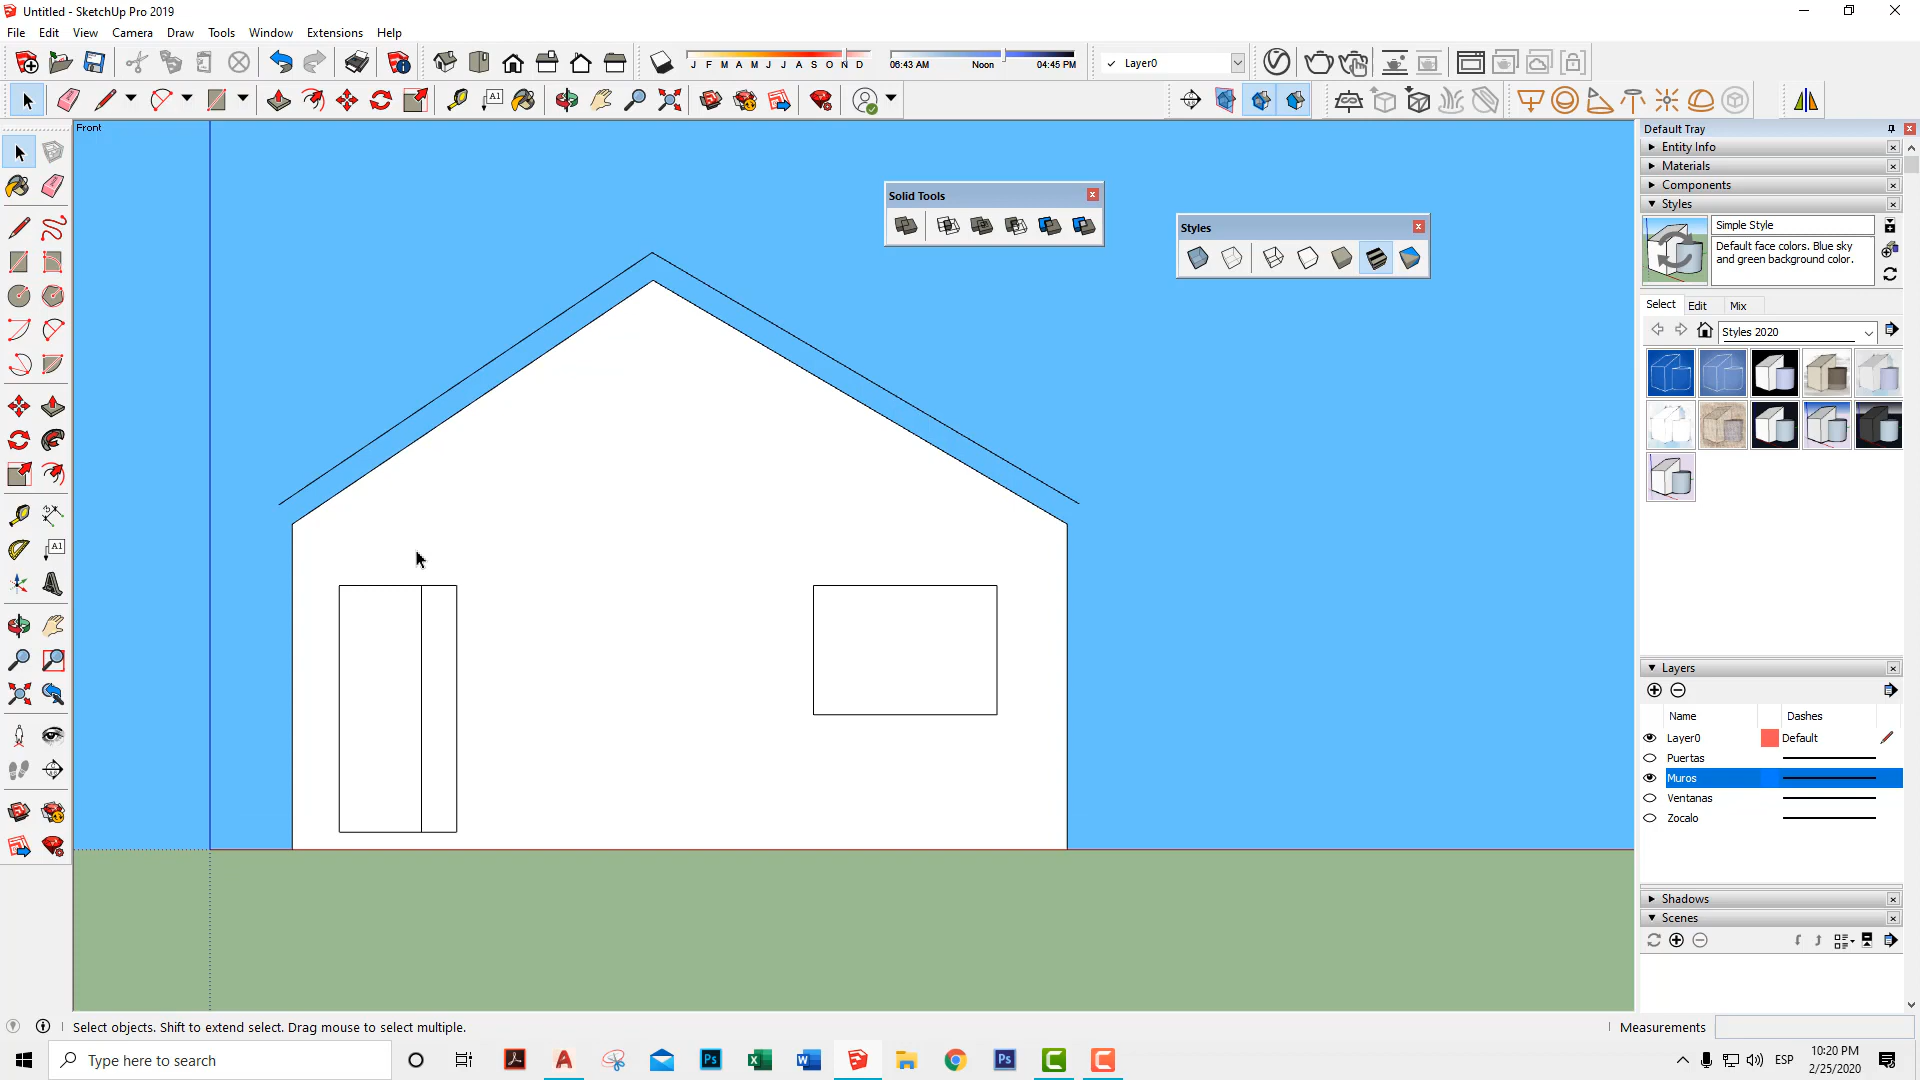 Untitled - SketchUp Pro 2019
File Edit View Camera Draw Tools Window Extensions Help
J F M A M J J A S O N D
06:43 AM Noon 04:45 PM
Layer0
A1
Front
Default Tray
Entity Info
Materials
Components
Styles
Simple Style
Default face colors. Blue sky
and green background color.
Select Edit Mix
Styles 2020
Solid Tools
Styles
A1
Layers
Name Dashes
Layer0 Default
Puertas
Muros
Ventanas
Zocalo
Shadows
Scenes
Select objects. Shift to extend select. Drag mouse to select multiple.
Measurements
Type here to search
Ps
Ps
ESP
10:20 PM
2/25/2020